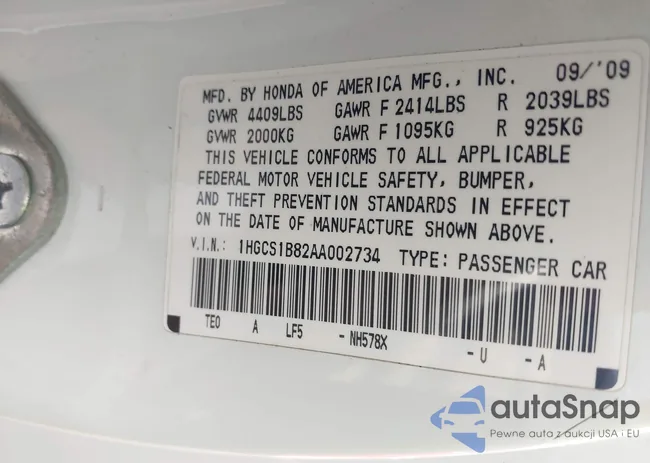 MFD. BY HONDA OF AMERICA MFG., INC. 09/'09
GVWR 4409LBS GAWR F 2414LBS R 2039LBS
GVWR 2000KG GAWR F 1095KG R 925KG
THIS VEHICLE CONFORMS TO ALL APPLICABLE
FEDERAL MOTOR VEHICLE SAFETY, BUMPER,
AND THEFT PREVENTION STANDARDS IN EFFECT
ON THE DATE OF MANUFACTURE SHOWN ABOVE.
V.I.N.: 1HGCS1B82AA002734 TYPE: PASSENGER CAR
TE0 A LF5 - NH578X - U - A
autaSnap
Pewne auta z aukcji USA · EU